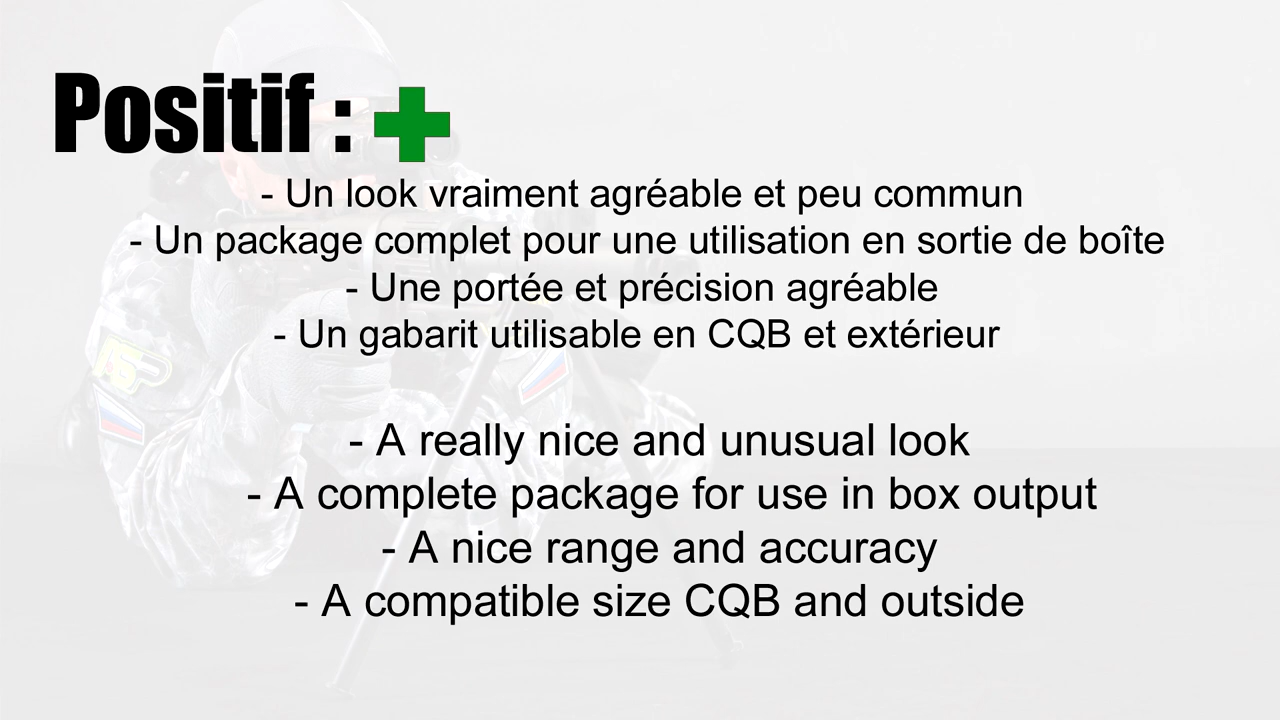 Positif :
- Un look vraiment agréable et peu commun
- Un package complet pour une utilisation en sortie de boîte
- Une portée et précision agréable
- Un gabarit utilisable en CQB et extérieur
- A really nice and unusual look
- A complete package for use in box output
- A nice range and accuracy
- A compatible size CQB and outside